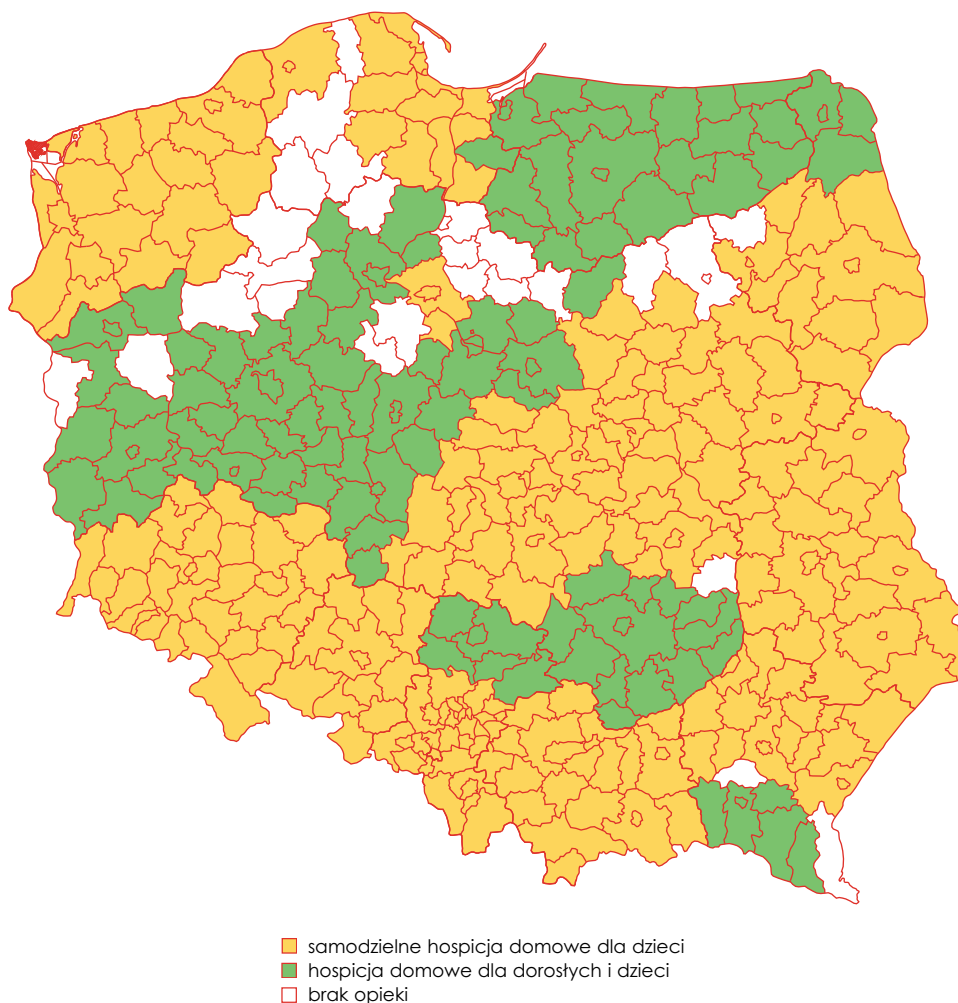 samodzielne hospicja domowe dla dzieci
hospicja domowe dla dorosłych i dzieci
brak opieki